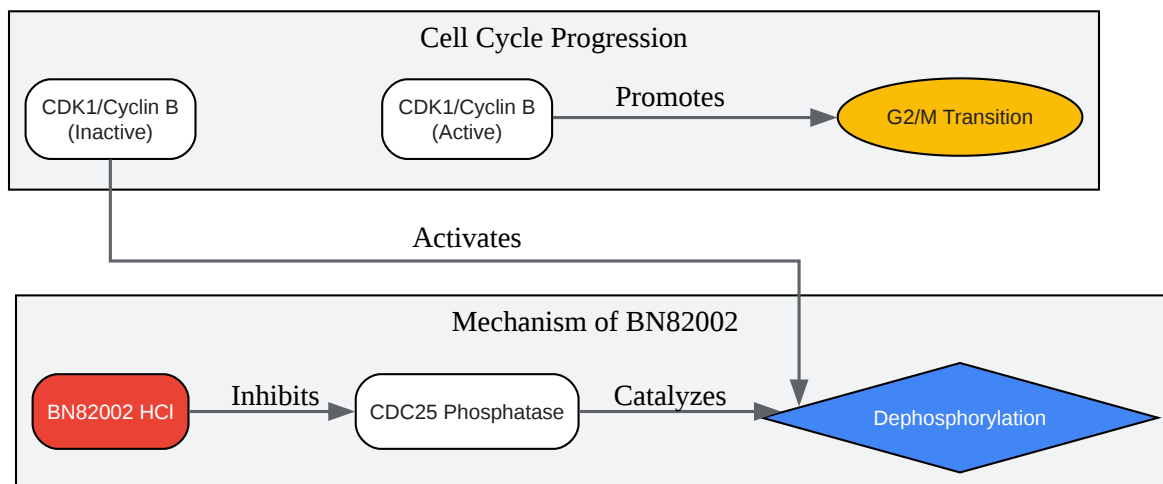 Cell Cycle Progression
CDK1/Cyclin B
(Inactive)
CDK1/Cyclin B
(Active)
Promotes
G2/M Transition
Activates
Mechanism of BN82002
BN82002 HCl
Inhibits
CDC25 Phosphatase
Catalyzes
Dephosphorylation